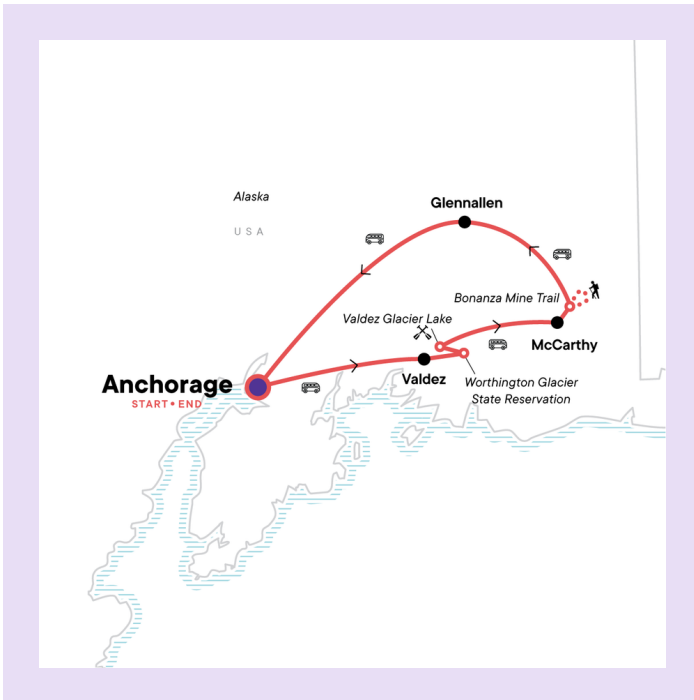 Alaska
USA
Glennallen
Bonanza Mine Trail
Valdez Glacier Lake
McCarthy
Anchorage
START • END
Valdez
Worthington Glacier
State Reservation